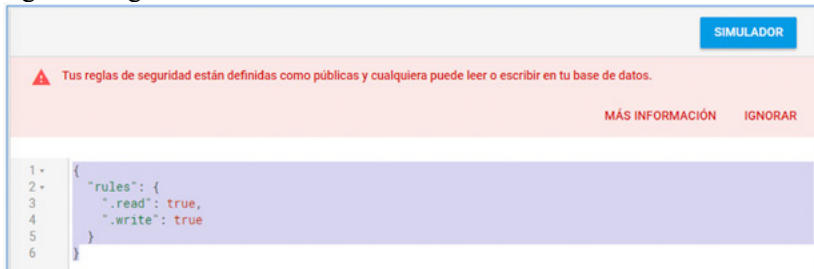 SIMULADOR
Tus reglas de seguridad están definidas como públicas y cualquiera puede leer o escribir en tu base de datos.
MÁS INFORMACIÓN IGNORAR
1 {
2 "rules": {
3 ".read": true,
4 ".write": true
5 }
6 }